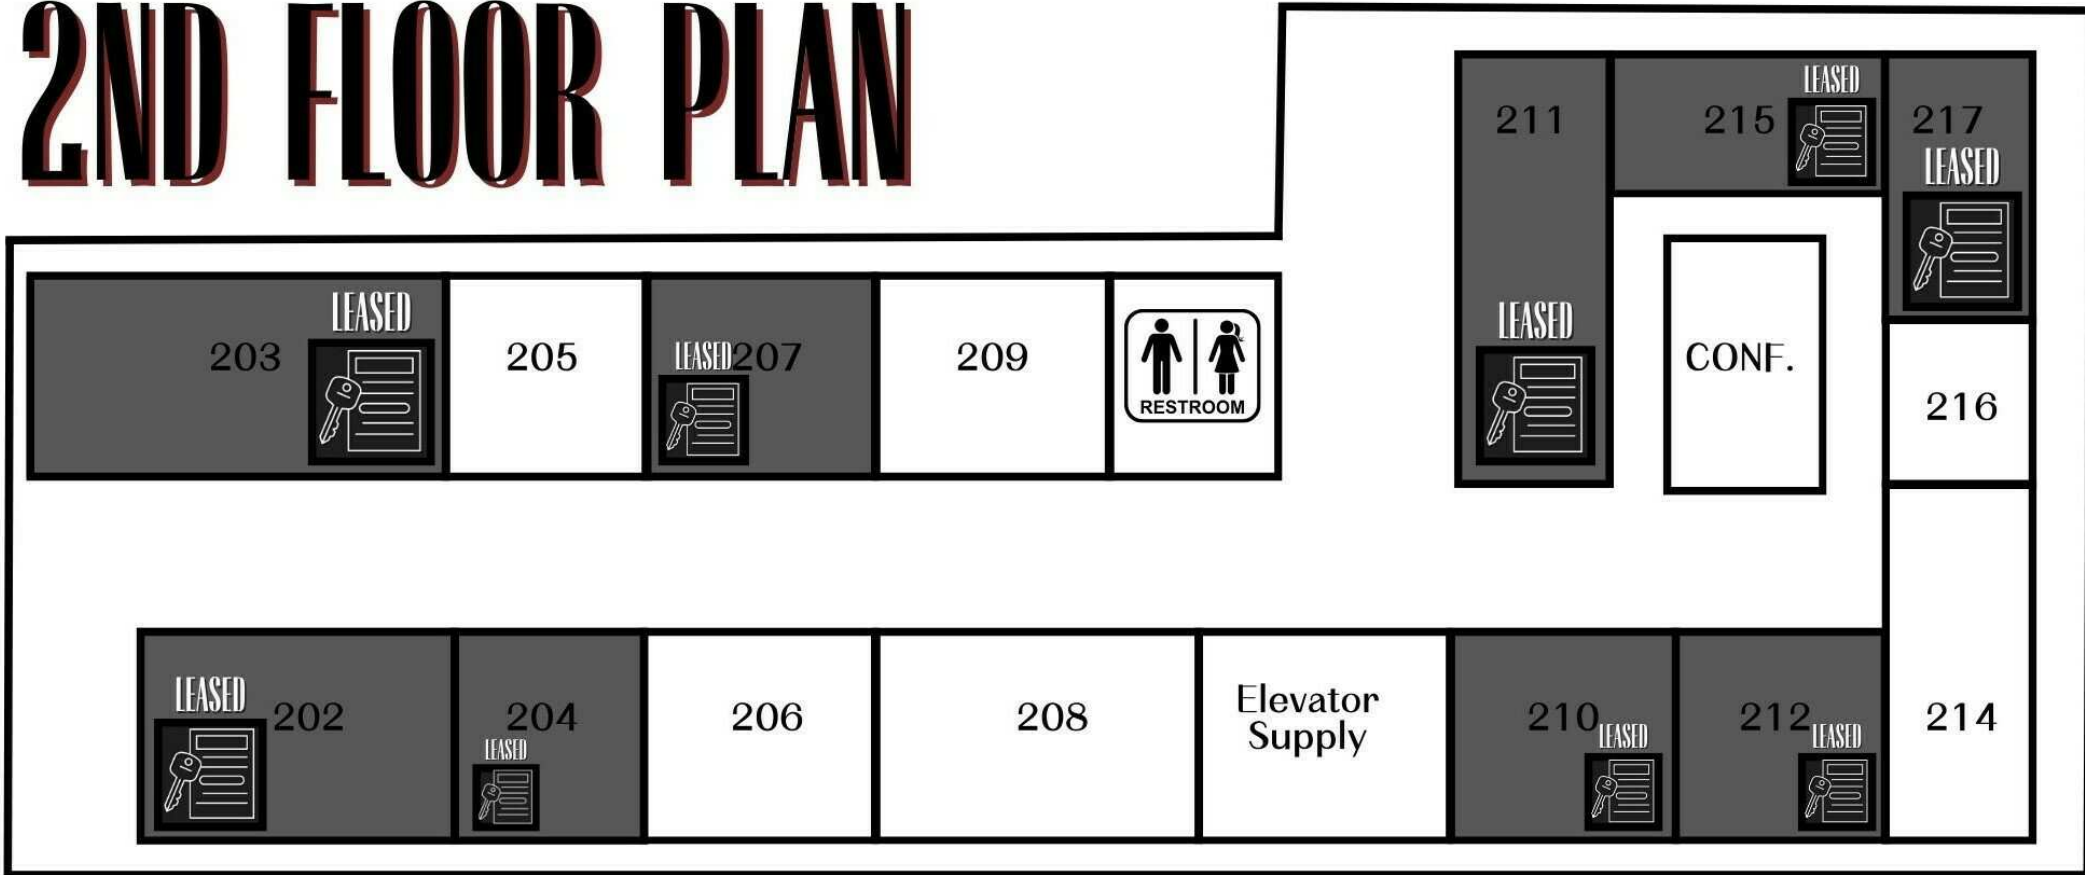 2ND FLOOR PLAN
211
215
LEASED
217
LEASED
203
LEASED
205
LEASED
207
209
RESTROOM
LEASED
CONF.
216
LEASED
202
204
LEASED
206
208
Elevator
Supply
210
LEASED
212
LEASED
214